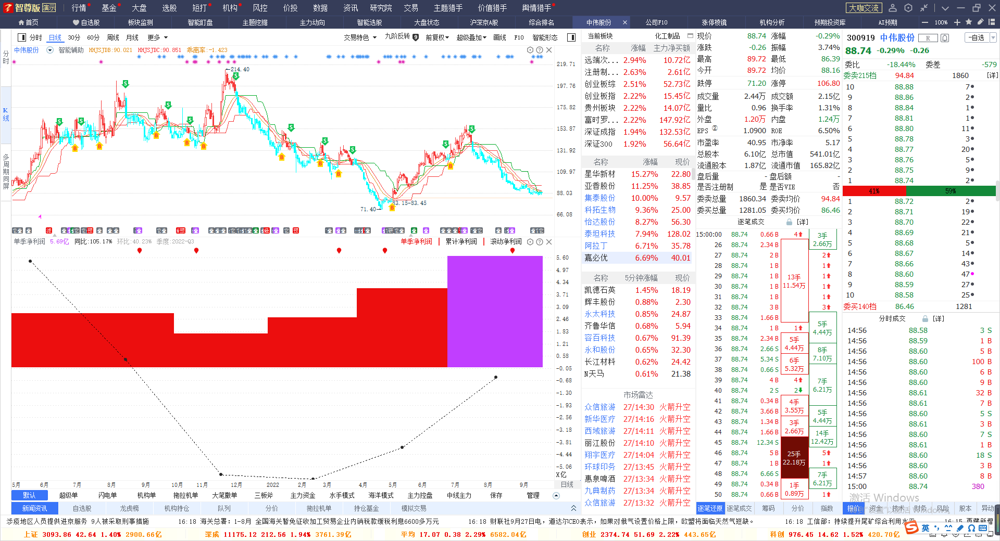 智尊版 演示 行情 基金 大盘 选股 短打 机构 风控 价投 数据 资讯 研究院 交易 主题猎手 价值猎手 舆情猎手 大咖交流
首页 自选股 板块监测 智能盯盘 主题挖掘 主力动向 智能选股 大盘状态 沪深京A股 综合排名 中伟股份 公司F10 涨停棱镜 机构分析 预期投资库 AI预期 100%
分时 日线 30分 60分 周线 月线 更多 交易特色 九阳反转 9 前复权 超级叠加 画线 F10 智能形态
中伟股份 智能辅助 HHJSJDB:90.021 HHJSJDC:90.851 乖离率:-1.423
分时
K线
多周期同屏
219.71
197.76
175.82
153.87
131.92
109.97
88.03
66.08
214.40
83.15-83.45
71.40
单季净利润 5.69亿 同比:105.17% 环比:40.23% 季度:2022-Q3 单季净利润 累计净利润 滚动净利润
5.60
4.97
4.34
3.71
3.09
2.46
1.83
1.21
0.58
-0.05
-0.68
-1.30
-1.93
-2.56
-3.18
-3.81
-4.44
-5.06
X亿
5月 6月 7月 8月 9月 10月 11月 12月 2022 2月 3月 4月 5月 6月 7月 8月 9月 日线
默认 超级单 闪电单 机构单 拖拉机单 大笔撤单 三板斧 主力资金 水手模式 海洋模式 主力控盘 中线主力 保存 管理
新闻资讯 自选股 龙虎榜 机构持仓 队列 分价 拖拉机单 持仓基金 模拟交易
当前板块 化工制品
名称 涨幅 主力净买额
远端次... 2.94% 10.72亿
注册制... 2.63% 2.61亿
创业板综 2.51% 52.73亿
创业板指 2.22% 15.45亿
贵州板块 2.22% 14.07亿
富时罗... 2.22% 147.92亿
深证成指 1.94% 132.53亿
深证300 1.92% 56.64亿
名称 涨幅 现价
星华新材 15.27% 22.80
亚香股份 11.25% 38.85
集泰股份 10.00% 9.57
科拓生物 9.36% 25.00
怡达股份 8.27% 56.30
泰坦科技 7.94% 128.02
阿拉丁 6.71% 35.78
嘉必优 6.69% 40.01
名称 5分钟涨幅 现价
凯德石英 1.45% 18.19
辉丰股份 0.88% 2.30
永太科技 0.85% 24.87
齐鲁华信 0.68% 5.94
容百科技 0.67% 91.39
永和股份 0.65% 32.30
长江材料 0.62% 24.42
N天马 0.61% 21.38
市场雷达
众信旅游 27/14:30 火箭升空
新华医疗 27/14:16 火箭升空
西域旅游 27/14:11 火箭升空
丽江股份 27/14:10 火箭升空
翔宇医疗 27/14:04 火箭升空
环球印务 27/13:45 火箭升空
惠泉啤酒 27/13:34 火箭升空
九典制药 27/13:34 火箭升空
众信旅游 27/13:32 火箭升空
现价 88.74 涨幅 -0.29%
涨跌 -0.26 振幅 3.74%
最高 89.72 最低 86.39
今开 89.72 均价 88.16
跌停 71.20 涨停 106.80
成交量 2.44万 成交额 2.15亿
量比 0.96 换手率 1.31%
外盘 1.20万 内盘 1.24万
EPS ② 1.0900 ROE 6.50%
市盈率 40.95 市净率 5.17
总股本 6.10亿 总市值 541.01亿
流通股本 1.87亿 流通市值 165.82亿
盘后量 - 盘后额 -
是否注册制 是 是否VIE 否
委卖总量 1860.34 委卖均价 94.84
委买总量 1281.05 委买均价 86.46
逐笔成交 [详]
15:00:00 88.74 0.66 B
26 88.74 2.34 B
27 88.74 2 B
28 88.74 1 B
29 88.74 1 B
30 88.74 1 B
31 88.74 1 B
32 88.74 3 B
33 88.74 1.66 B
34 88.74 1 B
35 88.74 2.34 B
36 88.74 2.66 S
37 88.74 5.34 S
38 88.74 0.66 S
39 88.74 4 B
40 88.74 2 S
41 88.74 0.34 B
42 88.74 3.66 B
43 88.74 1.34 B
44 88.74 1.66 B
45 88.74 12.34 S
46 88.74 5 B
47 88.74 1 B
48 88.74 6.66 S
49 88.74 0.34 B
50 88.74 0.66 B
4
13手
11.54万
1
5手
4.44万
6手
5.32万
4
2
4手
3.55万
3手
2.66万
25手
22.18万
1手
0.89万
3手
2.66万
2
1
1
1
1
3
5手
4.44万
8手
7.10万
7手
6.21万
5手
4.44万
14手
12.42万
5
1
7手
6.21万
逐笔还原 逐笔成交 筹码 分价 指数
300919 中伟股份 R -自选
88.74 -0.29% -0.26
委比 -18.44% 委差 -579
委卖215档 94.84 1860 [详]
10 88.88 7
9 88.86 2
8 88.84 1
7 88.81 1
6 88.80 11
5 88.78 3
4 88.77 20
3 88.76 5
2 88.75 9
1 88.74 2
41% 59%
1 88.72 2
2 88.71 19
3 88.70 22
4 88.69 21
5 88.68 5
6 88.67 14
7 88.66 43
8 88.60 47
9 88.59 27
10 88.58 25
委买140档 86.46 1281
分时成交 [详]
14:56 88.58 3 S
14:56 88.59 1 B
14:56 88.60 5 B
14:56 88.60 100 B
14:56 88.60 6 B
14:56 88.60 9 B
14:56 88.61 32 B
14:56 88.61 7 B
14:56 88.60 5 S
14:56 88.61 3 B
14:56 88.60 7 S
14:56 88.61 1 B
14:56 88.60 18 S
14:56 88.60 3 B
14:57 88.60 8 B
15:00 88.74 380
激活 Windows
报价 资金 技术 财务 风险 股本 异动
涉疫地区人员提供进京服务 9人被采取刑事措施 16:18 海关总署：1-8月 全国海关暂免征收加工贸易企业内销税款缓税利息6600多万元 16:18 财联社9月27日电，道达尔CEO表示，如果对俄气设置价格上限，欧盟将面临天然气短缺。 16:18 工信部：持续提升尾矿综合利用水平 16:15 西藏新增
上证 3093.86 42.64 1.40% 2900.66亿 深成 11175.12 212.56 1.94% 3761.39亿 平均 17.07 0.38 2.29% 6582.04亿 创业 2374.74 51.69 2.22% 443.65亿 科创 976.45 14.62 1.52% 420.70亿
英